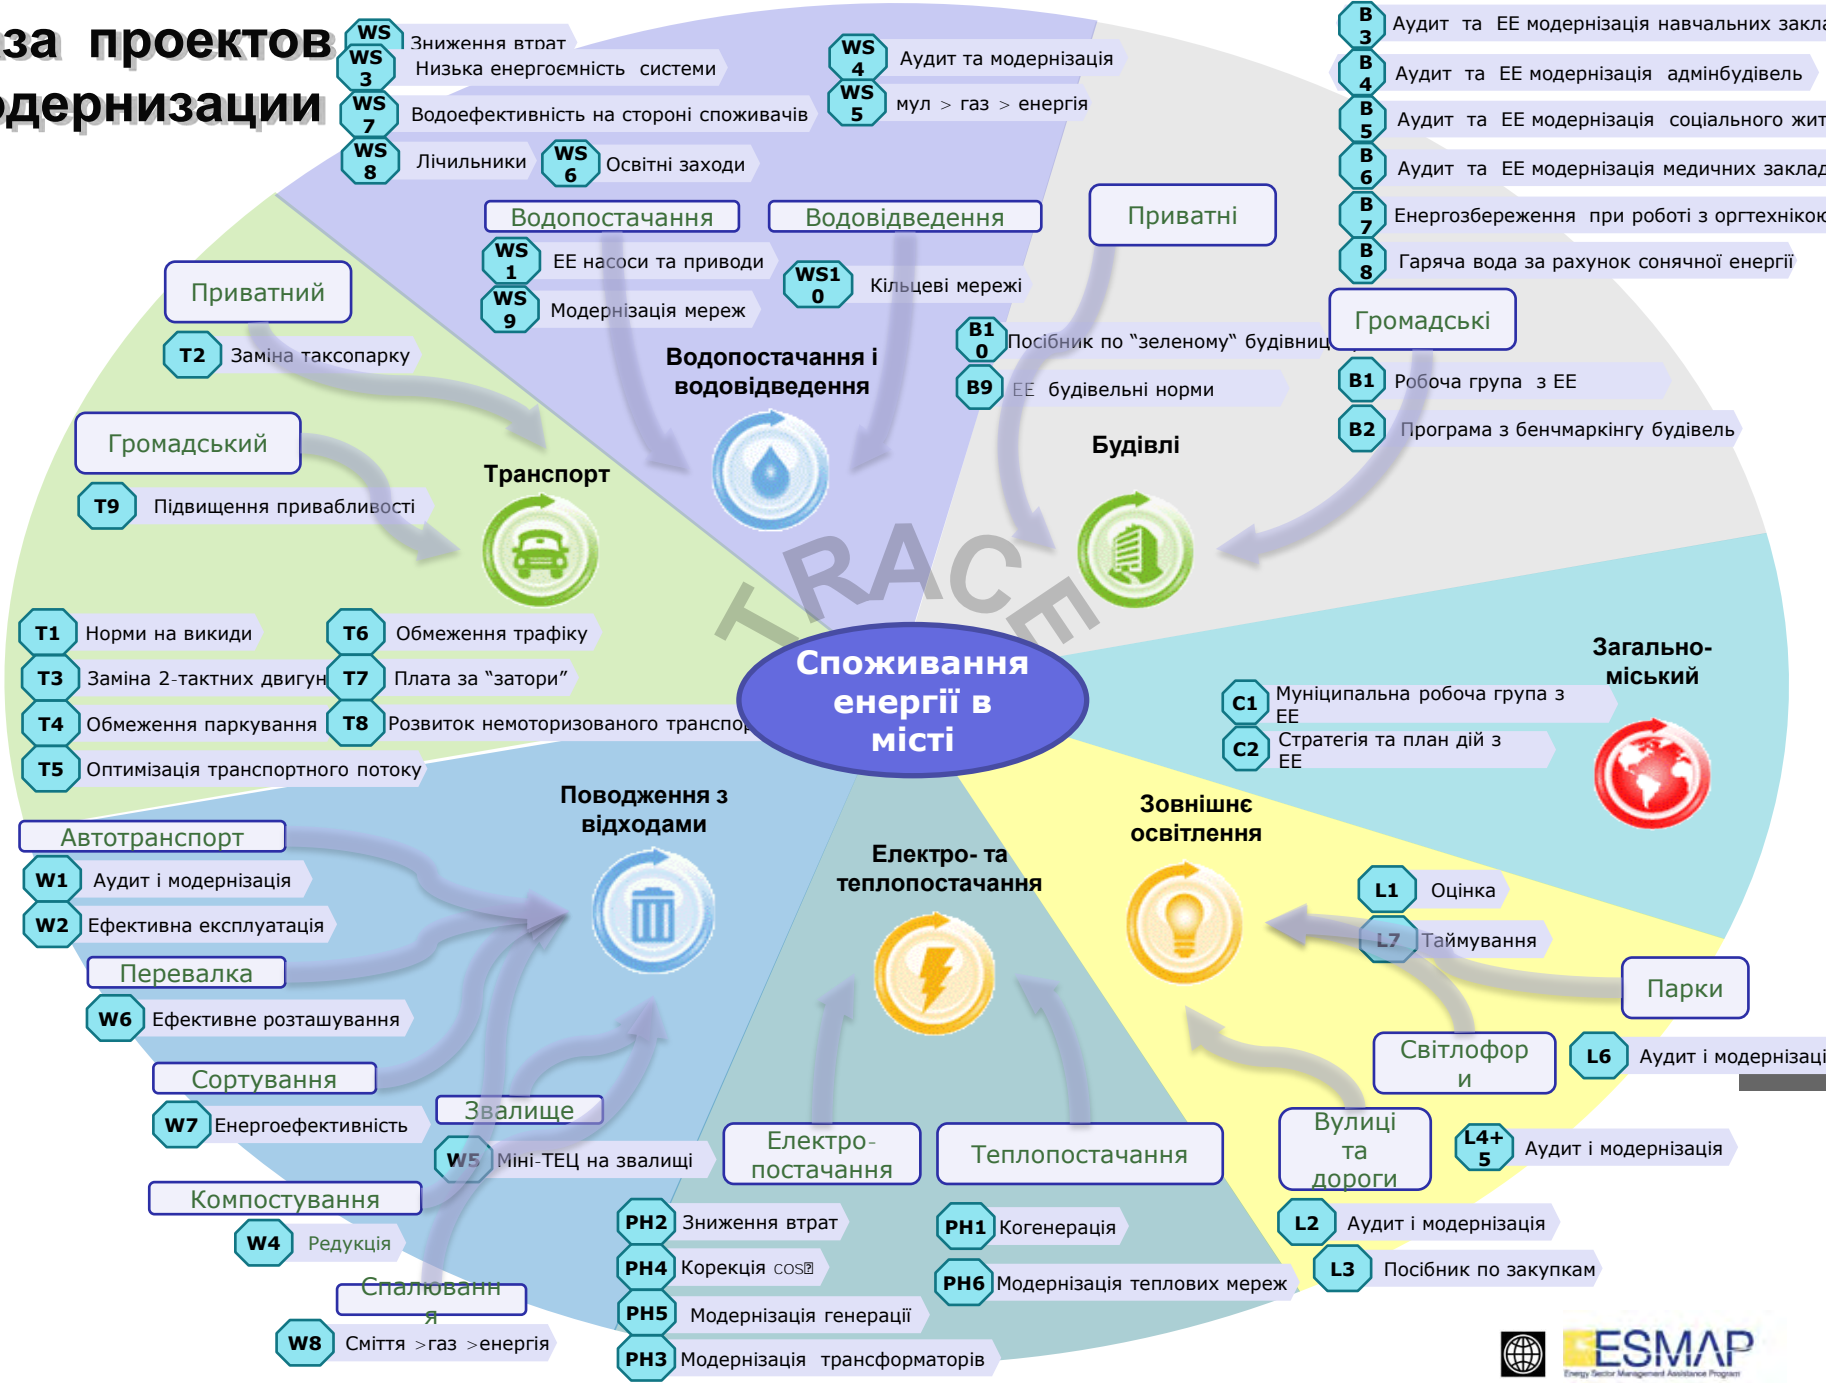 за проектов
одернизации
WS
Зниження втрат
WS
3
Низька енергоємність системи
WS
7
Водоефективність на стороні споживачів
WS
8
Лічильники
WS
6
Освітні заходи
WS
4
Аудит та модернізація
WS
5
мул > газ > енергія
Водопостачання
Водовідведення
WS
1
ЕЕ насоси та приводи
WS
9
Модернізація мереж
WS1
0
Кільцеві мережі
Водопостачання і
водовідведення
B
3
Аудит та ЕЕ модернізація навчальних закла
B
4
Аудит та ЕЕ модернізація адмінбудівель
B
5
Аудит та ЕЕ модернізація соціального жит
B
6
Аудит та ЕЕ модернізація медичних заклад
B
7
Енергозбереження при роботі з оргтехнікою
B
8
Гаряча вода за рахунок сонячної енергії
Приватні
Громадські
B1
0
Посібник по “зеленому“ будівниц
B9
ЕЕ будівельні норми
B1
Робоча група з ЕЕ
B2
Програма з бенчмаркінгу будівель
Будівлі
Приватний
T2
Заміна таксопарку
Громадський
T9
Підвищення привабливості
Транспорт
T1
Норми на викиди
T3
Заміна 2-тактних двигун
T4
Обмеження паркування
T5
Оптимізація транспортного потоку
T6
Обмеження трафіку
T7
Плата за “затори”
T8
Розвиток немоторизованого транспор
TRACE
Споживання
енергії в
місті
Загально-
міський
C1
Муніципальна робоча група з
ЕЕ
C2
Стратегія та план дій з
ЕЕ
Поводження з
відходами
Автотранспорт
W1
Аудит і модернізація
W2
Ефективна експлуатація
Перевалка
W6
Ефективне розташування
Сортування
W7
Енергоефективність
Звалище
W5
Міні-ТЕЦ на звалищі
Компостування
W4
Редукція
Спалюванн
я
W8
Сміття >газ >енергія
Електро- та
теплопостачання
Електро-
постачання
Теплопостачання
PH2
Зниження втрат
PH4
Корекція cos
PH5
Модернізація генерації
PH3
Модернізація трансформаторів
PH1
Когенерація
PH6
Модернізація теплових мереж
Зовнішнє
освітлення
L1
Оцінка
L7
Таймування
Парки
Світлофор
и
L6
Аудит і модернізаці
Вулиці
та
дороги
L4+
5
Аудит і модернізація
L2
Аудит і модернізація
L3
Посібник по закупкам
ESMAP
Energy Sector Management Assistance Program